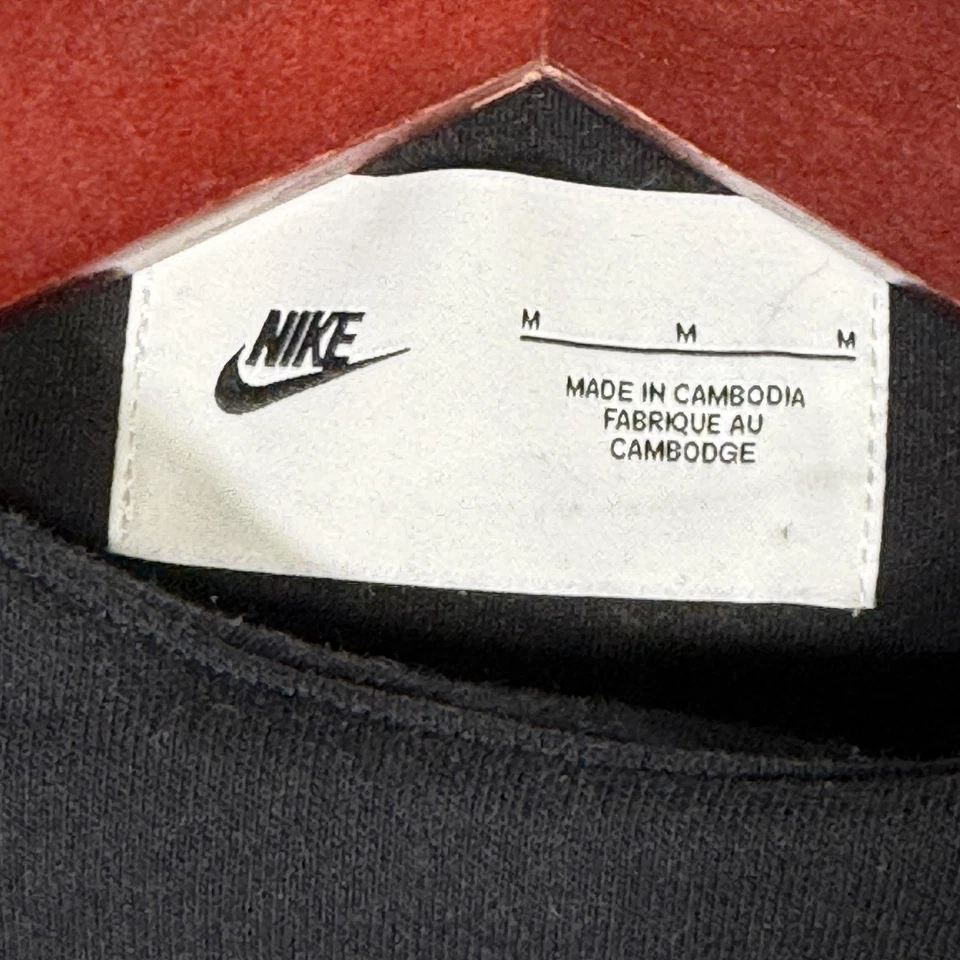 NIKE
M M M
MADE IN CAMBODIA
FABRIQUE AU
CAMBODGE